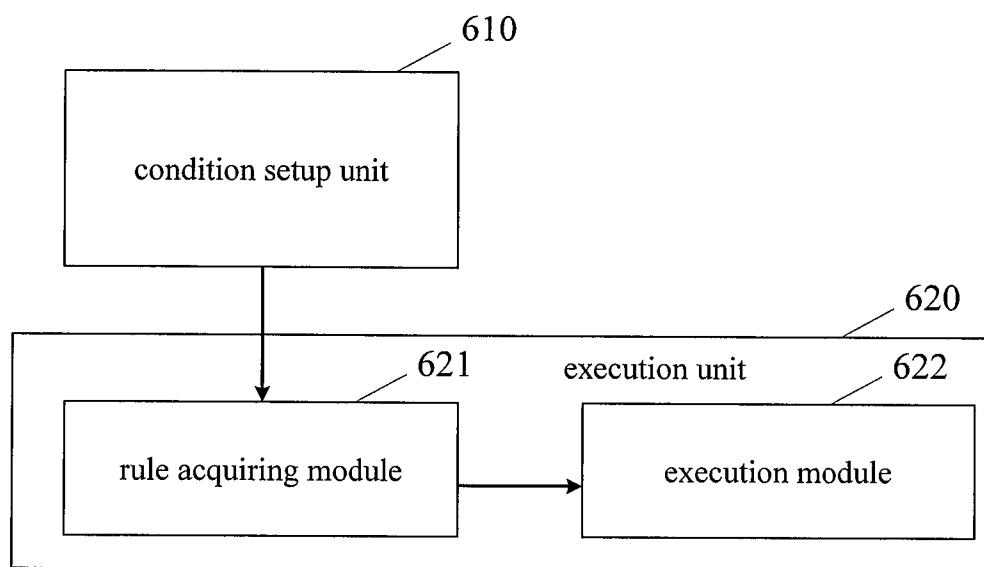 610
condition setup unit
620
execution unit
621
622
rule acquiring module
execution module